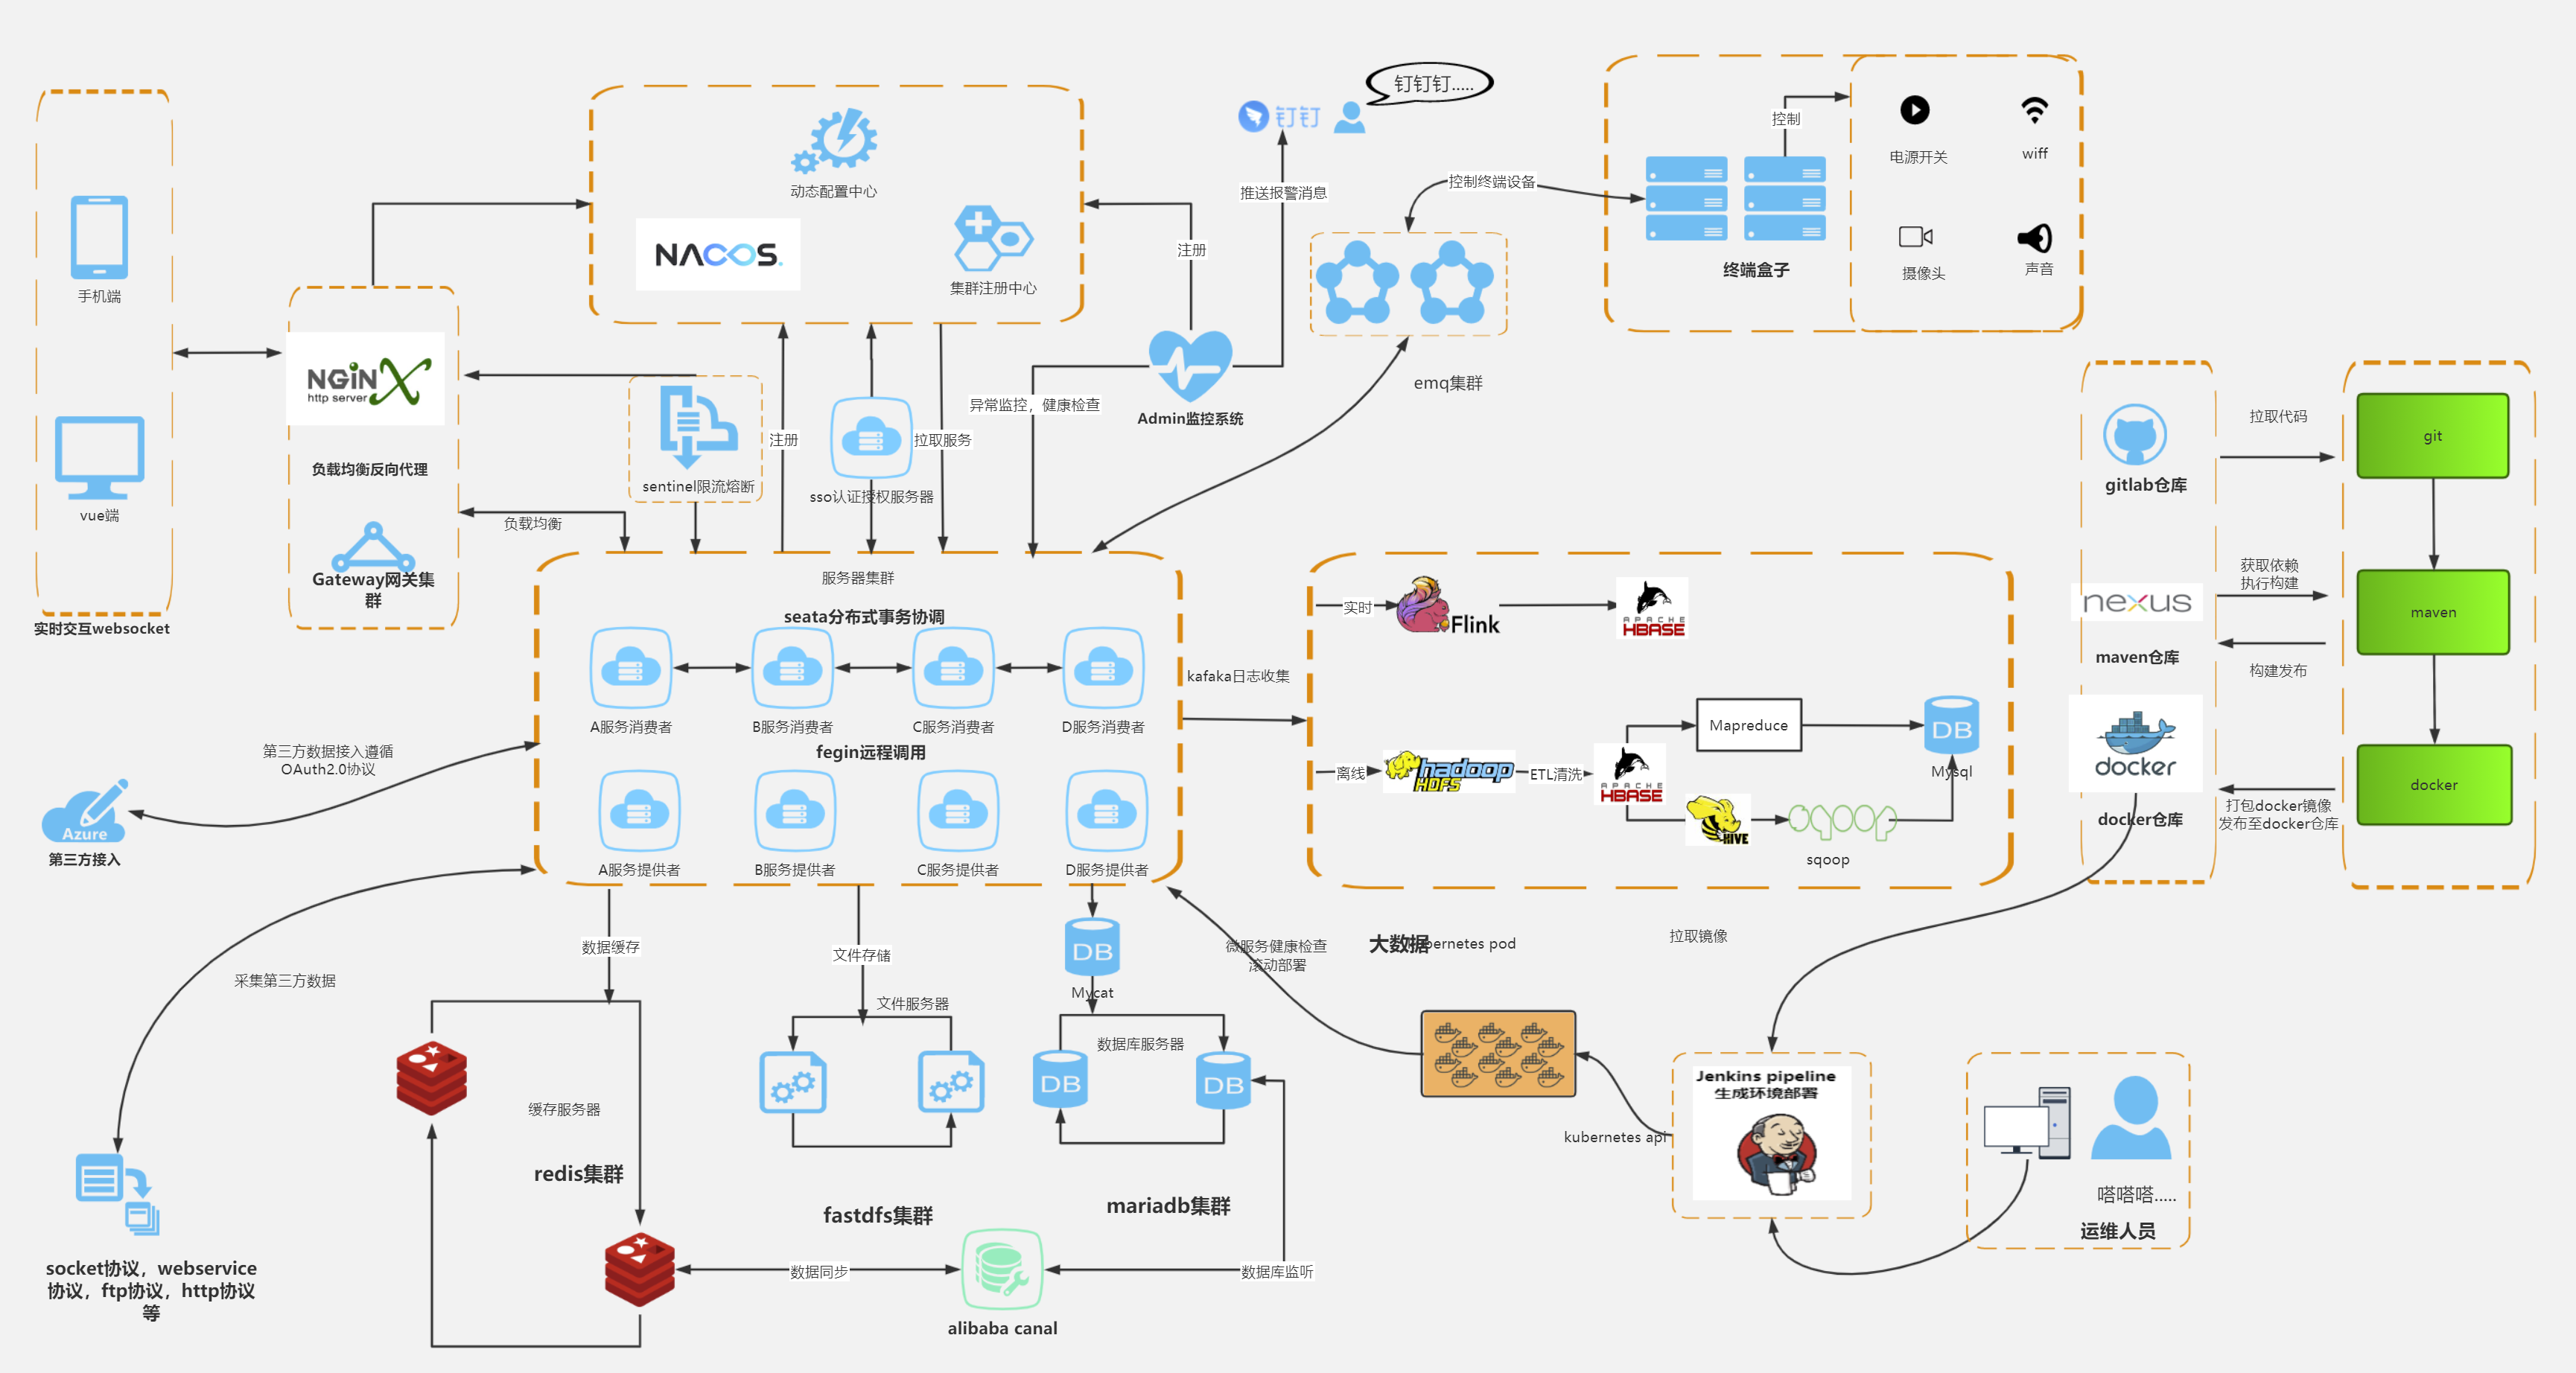 钉钉钉.....
钉钉
动态配置中心
NACOS.
集群注册中心
推送报警消息
注册
控制终端设备
控制
终端盒子
电源开关
wiff
摄像头
声音
手机端
vue端
实时交互websocket
NGiNX
http server
负载均衡反向代理
Gateway网关集
群
负载均衡
sentinel限流熔断
注册
sso认证授权服务器
拉取服务
异常监控，健康检查
Admin监控系统
emq集群
gitlab仓库
nexus
maven仓库
docker
docker仓库
拉取代码
获取依赖
执行构建
构建发布
打包docker镜像
发布至docker仓库
git
maven
docker
服务器集群
seata分布式事务协调
A服务消费者
B服务消费者
C服务消费者
D服务消费者
fegin远程调用
A服务提供者
B服务提供者
C服务提供者
D服务提供者
kafaka日志收集
实时
Flink
APACHE
HBASE
离线
hadoop
HDFS
ETL清洗
APACHE
HBASE
Mapreduce
DB
Mysql
HIVE
sqoop
sqoop
第三方数据接入遵循
OAuth2.0协议
Azure
第三方接入
采集第三方数据
socket协议，webservice
协议，ftp协议，http协议
等
数据缓存
缓存服务器
redis集群
文件存储
文件服务器
fastdfs集群
DB
Mycat
数据库服务器
DB
DB
mariadb集群
数据同步
alibaba canal
数据库监听
微服务健康检查
滚动部署
大数据
kubernetes pod
拉取镜像
kubernetes api
Jenkins pipeline
生成环境部署
嗒嗒嗒.....
运维人员